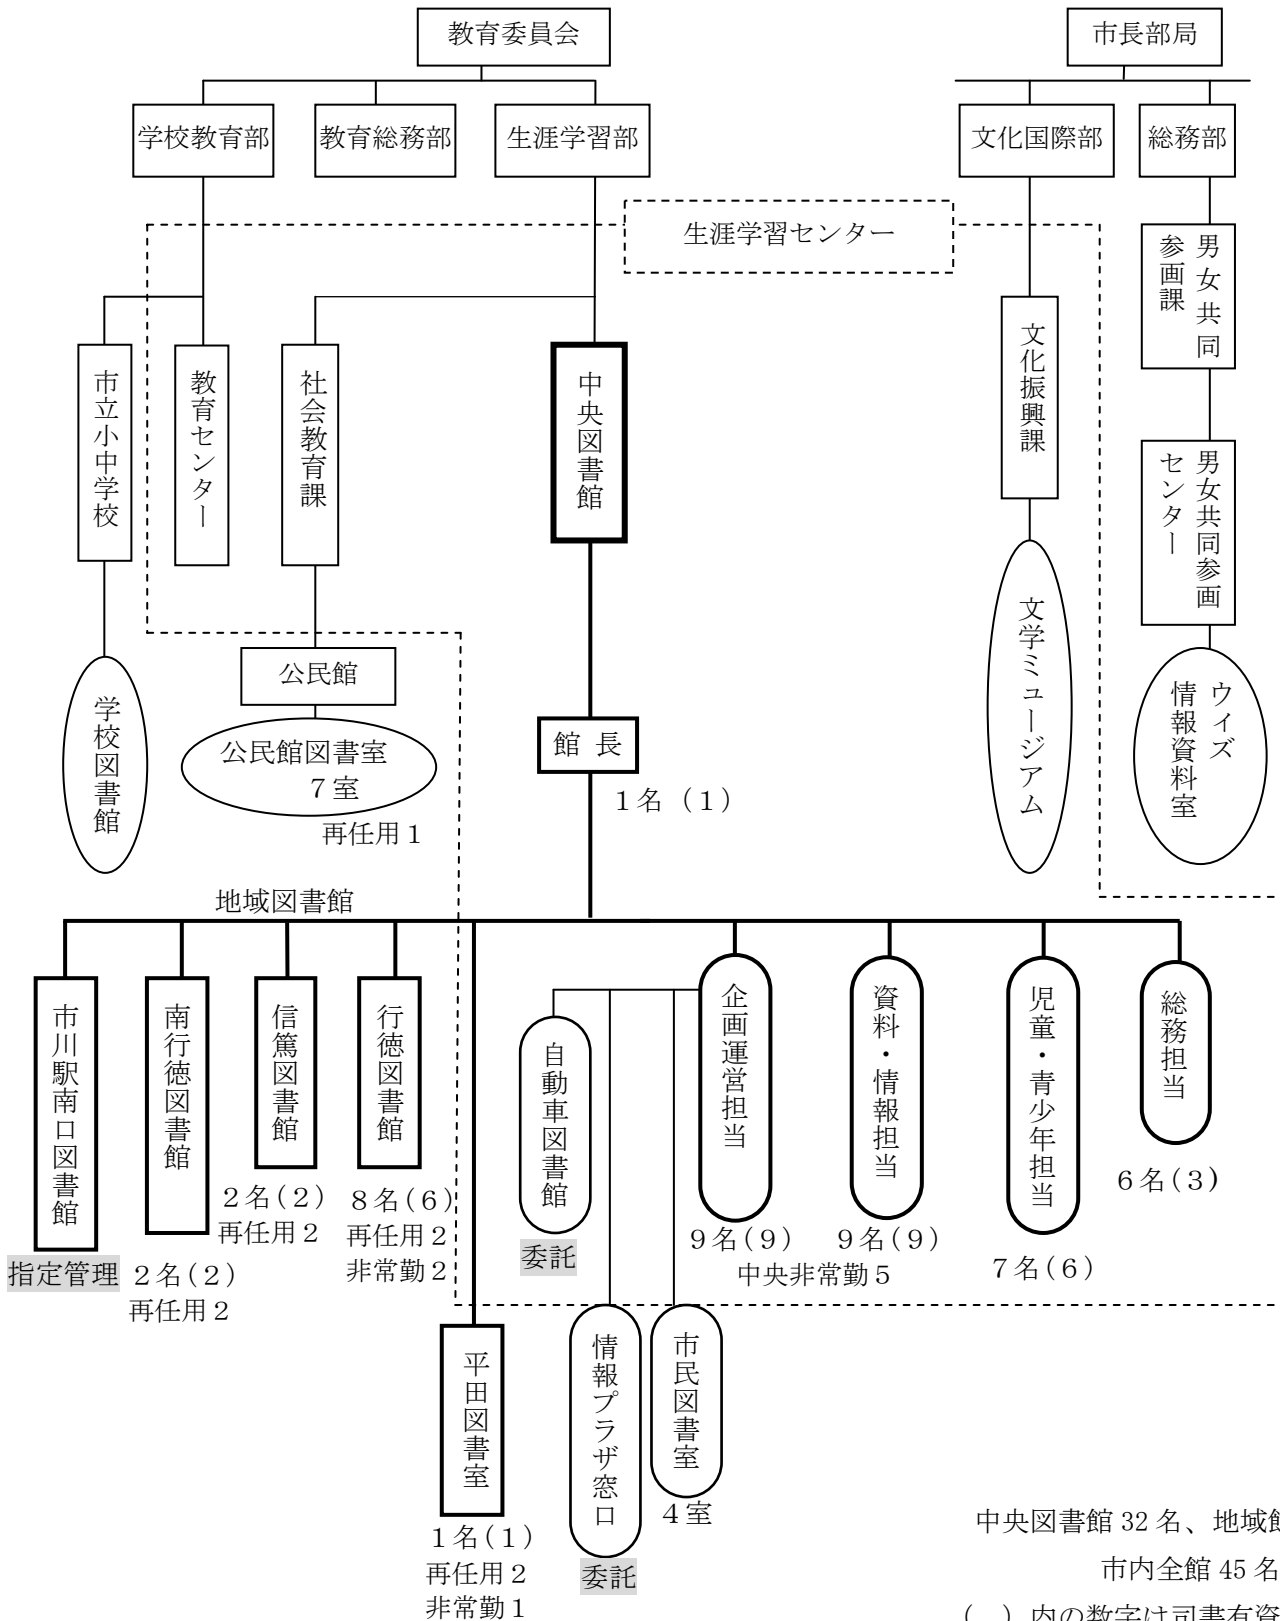 教育委員会
市長部局
学校教育部
教育総務部
生涯学習部
文化国際部
総務部
生涯学習センター
男女共同
参画課
市立小中学校
教育センター
社会教育課
中央図書館
文化振興課
男女共同参画
センター
学校図書館
公民館
公民館図書室
７室
再任用１
館 長
１名（１）
文学ミュージアム
ウィズ
情報資料室
地域図書館
市川駅南口図書館
指定管理
南行徳図書館
２名(２)
再任用２
信篤図書館
２名(２)
再任用２
行徳図書館
８名(６)
再任用２
非常勤２
自動車図書館
委託
企画運営担当
９名(９)
資料・情報担当
９名(９)
中央非常勤５
児童・青少年担当
７名(６)
総務担当
６名(３)
平田図書室
１名(１)
再任用２
非常勤１
情報プラザ窓口
委託
市民図書室
４室
中央図書館 32 名、地域館
市内全館 45 名
（　）内の数字は司書有資